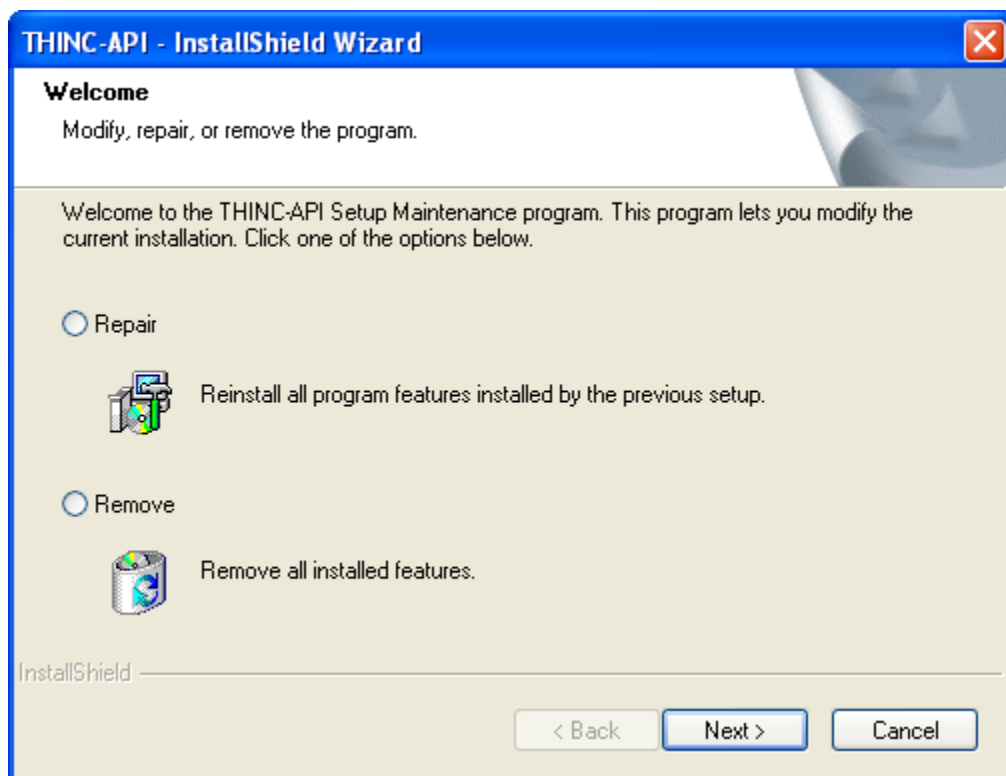 THINC-API - InstallShield Wizard
Welcome
Modify, repair, or remove the program.
Welcome to the THINC-API Setup Maintenance program. This program lets you modify the
current installation. Click one of the options below.
Repair
Reinstall all program features installed by the previous setup.
Remove
Remove all installed features.
InstallShield
< Back
Next >
Cancel